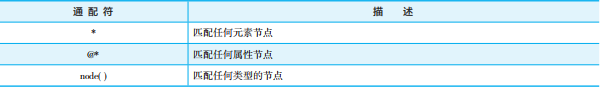 通配符 描述
* 匹配任何元素节点
@* 匹配任何属性节点
node( ) 匹配任何类型的节点